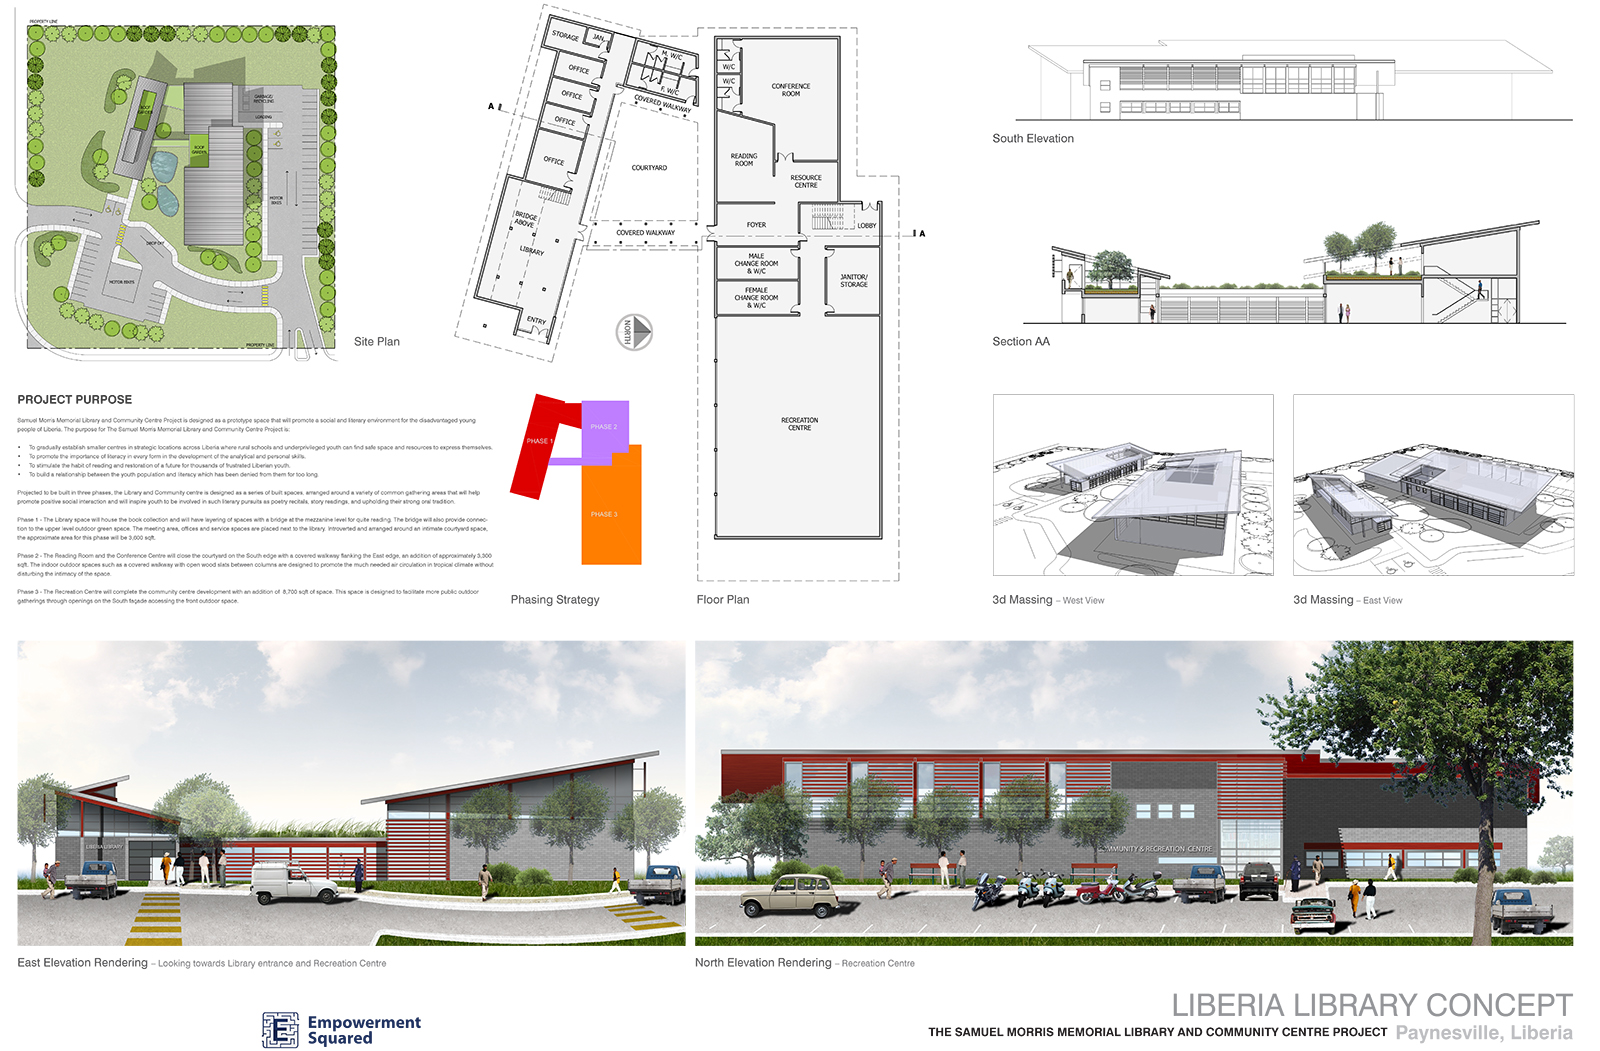 PROPERTY LINE
ROOF GARDEN
GARBAGE/
RECYCLING
LOADING
ROOF
GARDEN
MOTOR
BIKES
DROP OFF
MOTOR BIKES
PROPERTY LINE
Site Plan
STORAGE
JAN.
OFFICE
OFFICE
OFFICE
OFFICE
M. W/C
F. W/C
COVERED WALKWAY
A
COURTYARD
BRIDGE
ABOVE
LIBRARY
COVERED WALKWAY
ENTRY
NORTH
W/C
W/C
CONFERENCE
ROOM
READING
ROOM
RESOURCE
CENTRE
FOYER
LOBBY
A
MALE
CHANGE ROOM
& W/C
FEMALE
CHANGE ROOM
& W/C
JANITOR/
STORAGE
RECREATION
CENTRE
Floor Plan
South Elevation
Section AA
3d Massing – West View
3d Massing – East View
PROJECT PURPOSE
Samuel Morris Memorial Library and Community Centre Project is designed as a prototype space that will promote a social and literary environment for the disadvantaged young
people of Liberia. The purpose for The Samuel Morris Memorial Library and Community Centre Project is:
• To gradually establish smaller centres in strategic locations across Liberia where rural schools and underprivileged youth can find safe space and resources to express themselves.
• To promote the importance of literacy in every form in the development of the analytical and personal skills.
• To stimulate the habit of reading and restoration of a future for thousands of frustrated Liberian youth.
• To build a relationship between the youth population and literacy which has been denied from them for too long.
Projected to be built in three phases, the Library and Community centre is designed as a series of built spaces, arranged around a variety of common gathering areas that will help
promote positive social interaction and will inspire youth to be involved in such literary pursuits as poetry recitals, story readings, and upholding their strong oral tradition.
Phase 1 - The Library space will house the book collection and will have layering of spaces with a bridge at the mezzanine level for quite reading. The bridge will also provide connec-
tion to the upper level outdoor green space. The meeting area, offices and service spaces are placed next to the library. Introverted and arranged around an intimate courtyard space,
the approximate area for this phase will be 3,600 sqft.
Phase 2 - The Reading Room and the Conference Centre will close the courtyard on the South edge with a covered walkway flanking the East edge, an addition of approximately 3,300
sqft. The indoor outdoor spaces such as a covered walkway with open wood slats between columns are designed to promote the much needed air circulation in tropical climate without
disturbing the intimacy of the space.
Phase 3 - The Recreation Centre will complete the community centre development with an addition of 8,700 sqft of space. This space is designed to facilitate more public outdoor
gatherings through openings on the South façade accessing the front outdoor space.
PHASE 1
PHASE 2
PHASE 3
Phasing Strategy
LIBERIA LIBRARY
East Elevation Rendering – Looking towards Library entrance and Recreation Centre
COMMUNITY & RECREATION CENTRE
North Elevation Rendering – Recreation Centre
E
Empowerment
Squared
LIBERIA LIBRARY CONCEPT
THE SAMUEL MORRIS MEMORIAL LIBRARY AND COMMUNITY CENTRE PROJECT Paynesville, Liberia